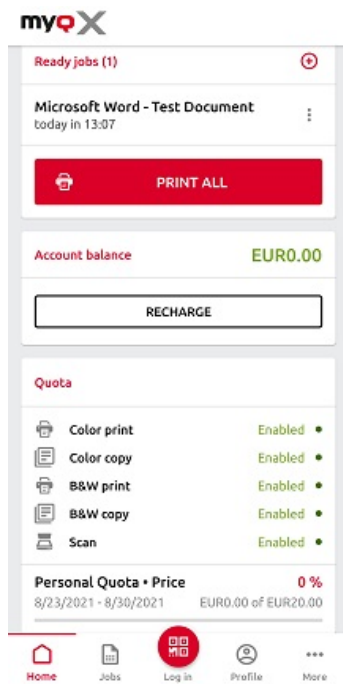 myQ X
Ready jobs (1)
Microsoft Word - Test Document
today in 13:07
PRINT ALL
Account balance EUR0.00
RECHARGE
Quota
Color print Enabled
Color copy Enabled
B&W print Enabled
B&W copy Enabled
Scan Enabled
Personal Quota • Price 0 %
8/23/2021 - 8/30/2021 EUR0.00 of EUR20.00
Home Jobs Log in Profile More